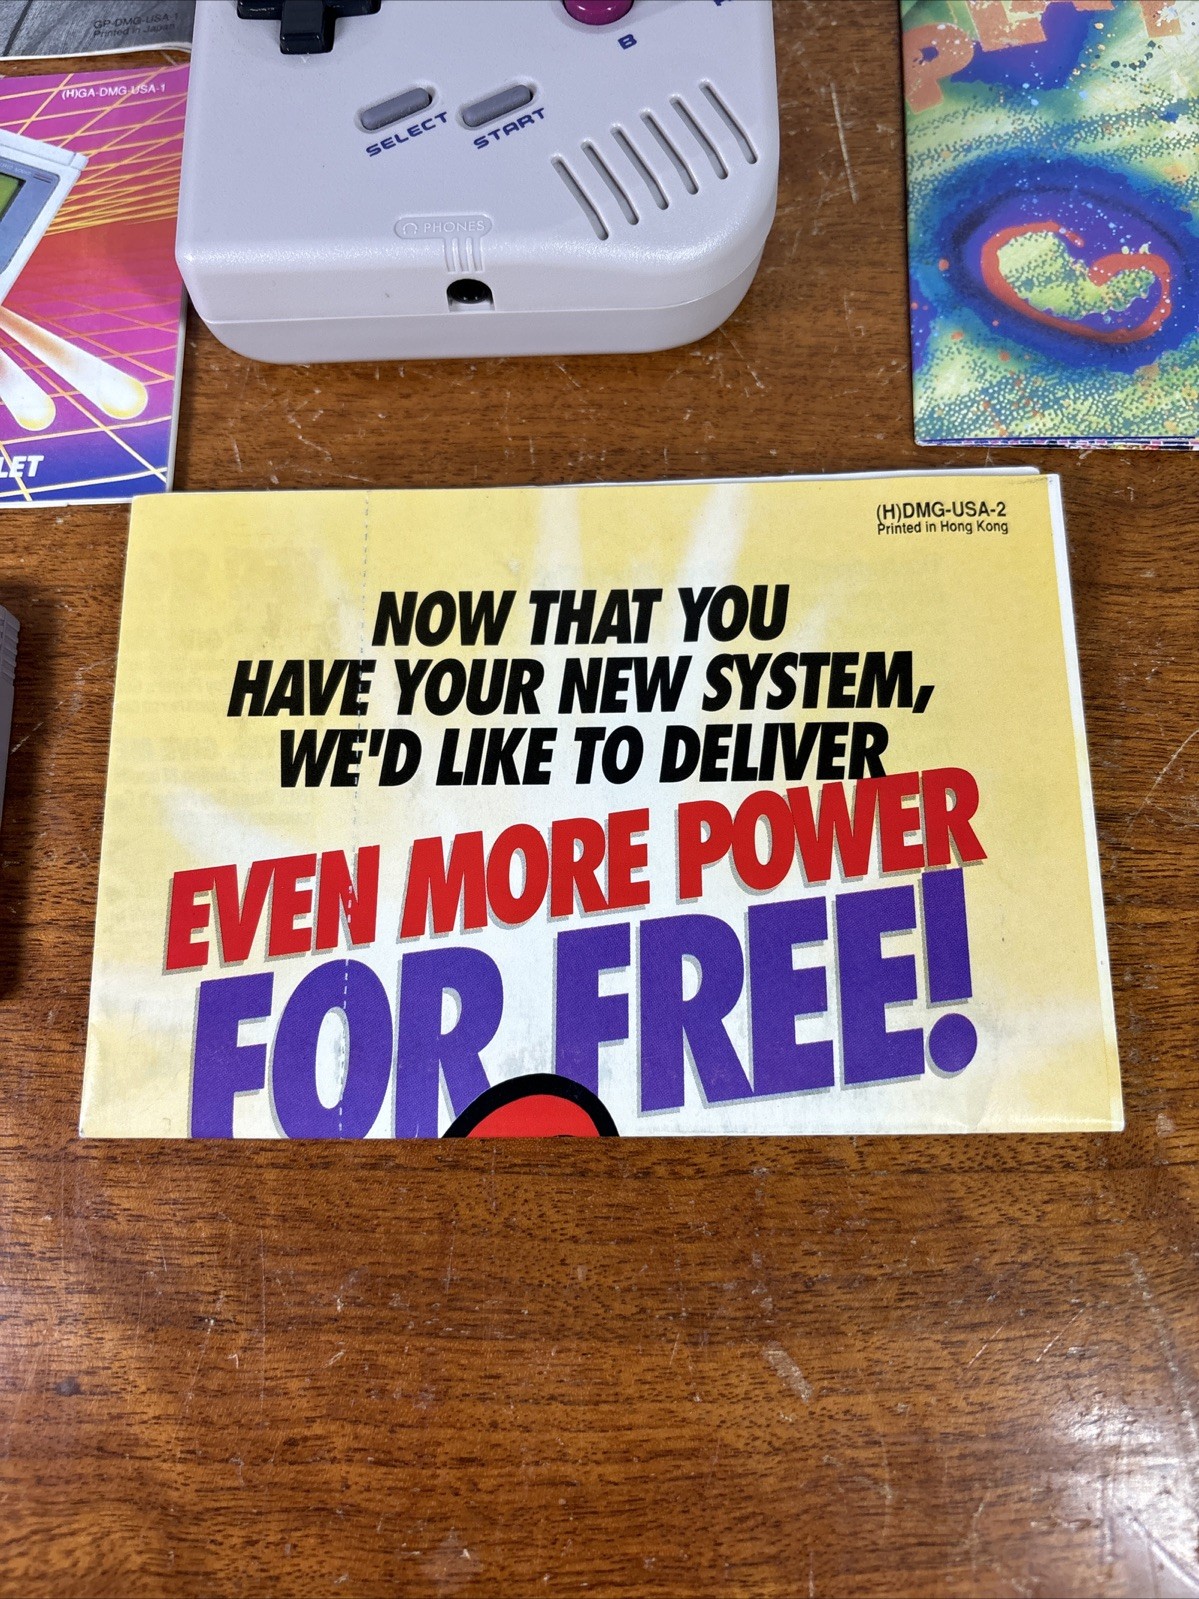 GP-DMG-USA-1
Printed in Japan
(H)GA-DMG-USA-1
LET
B
SELECT
START
PHONES
(H)DMG-USA-2
Printed in Hong Kong
NOW THAT YOU
HAVE YOUR NEW SYSTEM,
WE'D LIKE TO DELIVER
EVEN MORE POWER
FOR FREE!